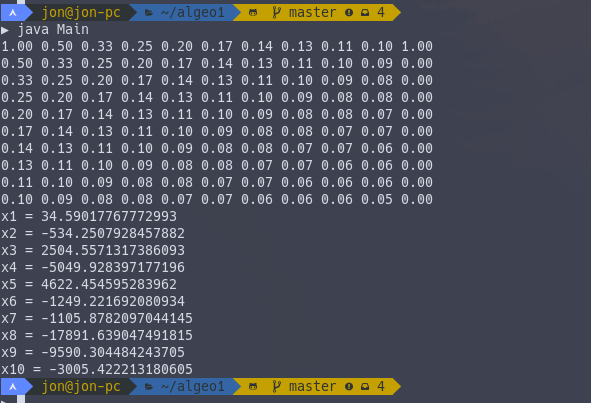 jon@jon-pc ~/algeo1 master 4
▶ java Main
1.00 0.50 0.33 0.25 0.20 0.17 0.14 0.13 0.11 0.10 1.00
0.50 0.33 0.25 0.20 0.17 0.14 0.13 0.11 0.10 0.09 0.00
0.33 0.25 0.20 0.17 0.14 0.13 0.11 0.10 0.09 0.08 0.00
0.25 0.20 0.17 0.14 0.13 0.11 0.10 0.09 0.08 0.08 0.00
0.20 0.17 0.14 0.13 0.11 0.10 0.09 0.08 0.08 0.07 0.00
0.17 0.14 0.13 0.11 0.10 0.09 0.08 0.08 0.07 0.07 0.00
0.14 0.13 0.11 0.10 0.09 0.08 0.08 0.07 0.07 0.06 0.00
0.13 0.11 0.10 0.09 0.08 0.08 0.07 0.07 0.06 0.06 0.00
0.11 0.10 0.09 0.08 0.08 0.07 0.07 0.06 0.06 0.06 0.00
0.10 0.09 0.08 0.08 0.07 0.07 0.06 0.06 0.06 0.05 0.00
x1 = 34.59017767772993
x2 = -534.2507928457882
x3 = 2504.5571317386093
x4 = -5049.928397177196
x5 = 4622.454595283962
x6 = -1249.221692080934
x7 = -1105.8782097044145
x8 = -17891.639047491815
x9 = -9590.304484243705
x10 = -3005.422213180605
jon@jon-pc ~/algeo1 master 4